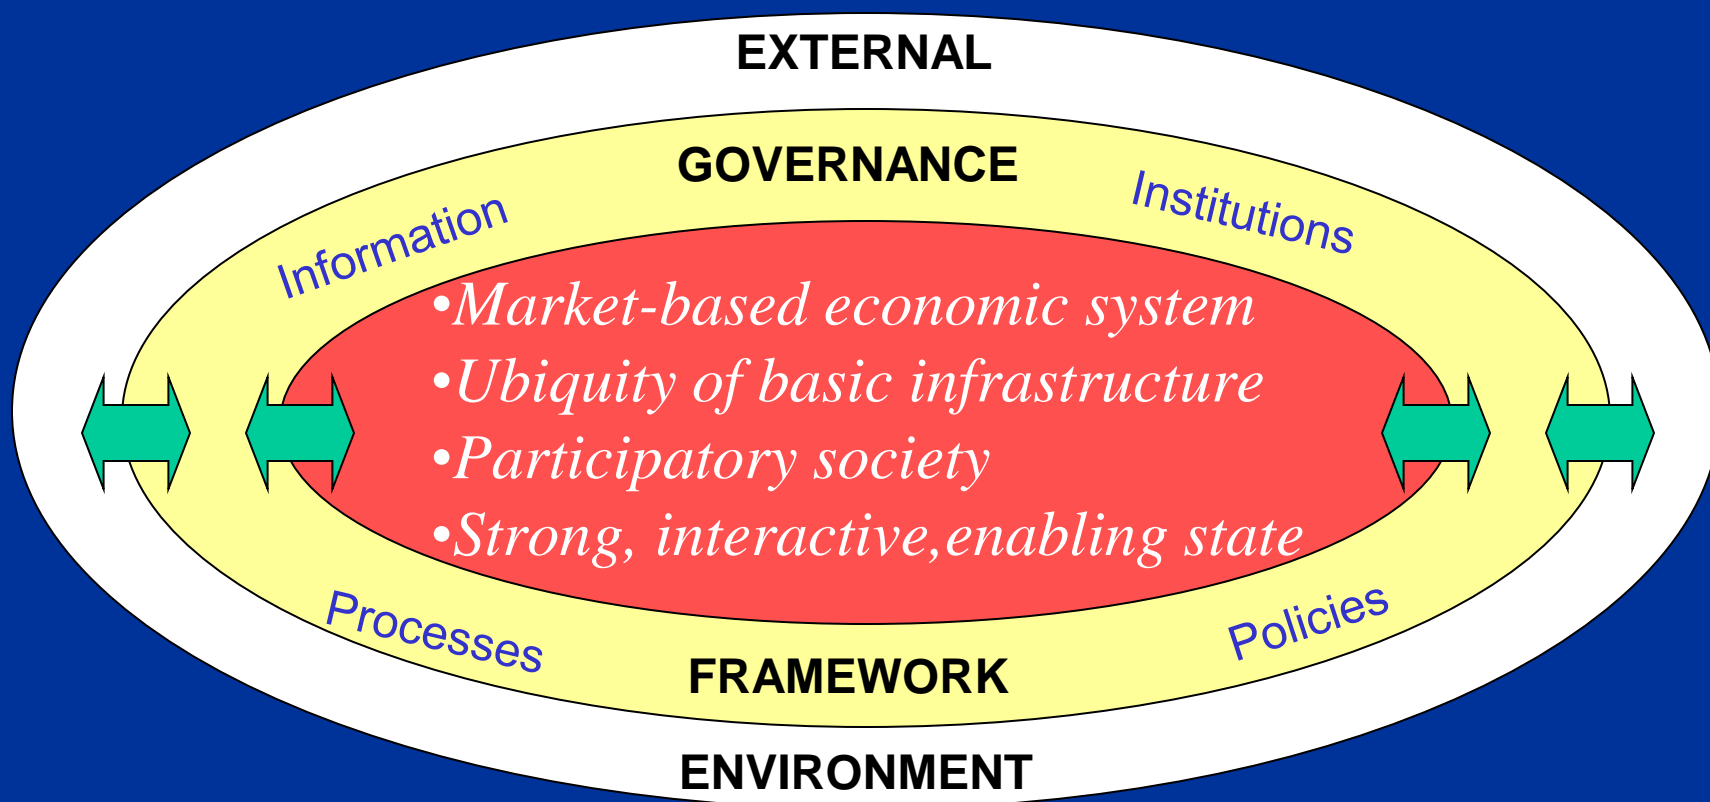 EXTERNAL
GOVERNANCE
Information
Institutions
•Market-based economic system
•Ubiquity of basic infrastructure
•Participatory society
•Strong, interactive,enabling state
Processes
Policies
FRAMEWORK
ENVIRONMENT